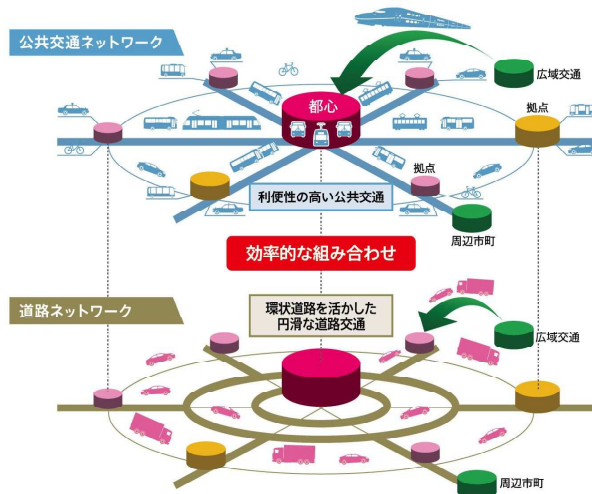 公共交通ネットワーク
広域交通
都心
拠点
拠点
利便性の高い公共交通
周辺市町
効率的な組み合わせ
道路ネットワーク
環状道路を活かした
円滑な道路交通
広域交通
周辺市町